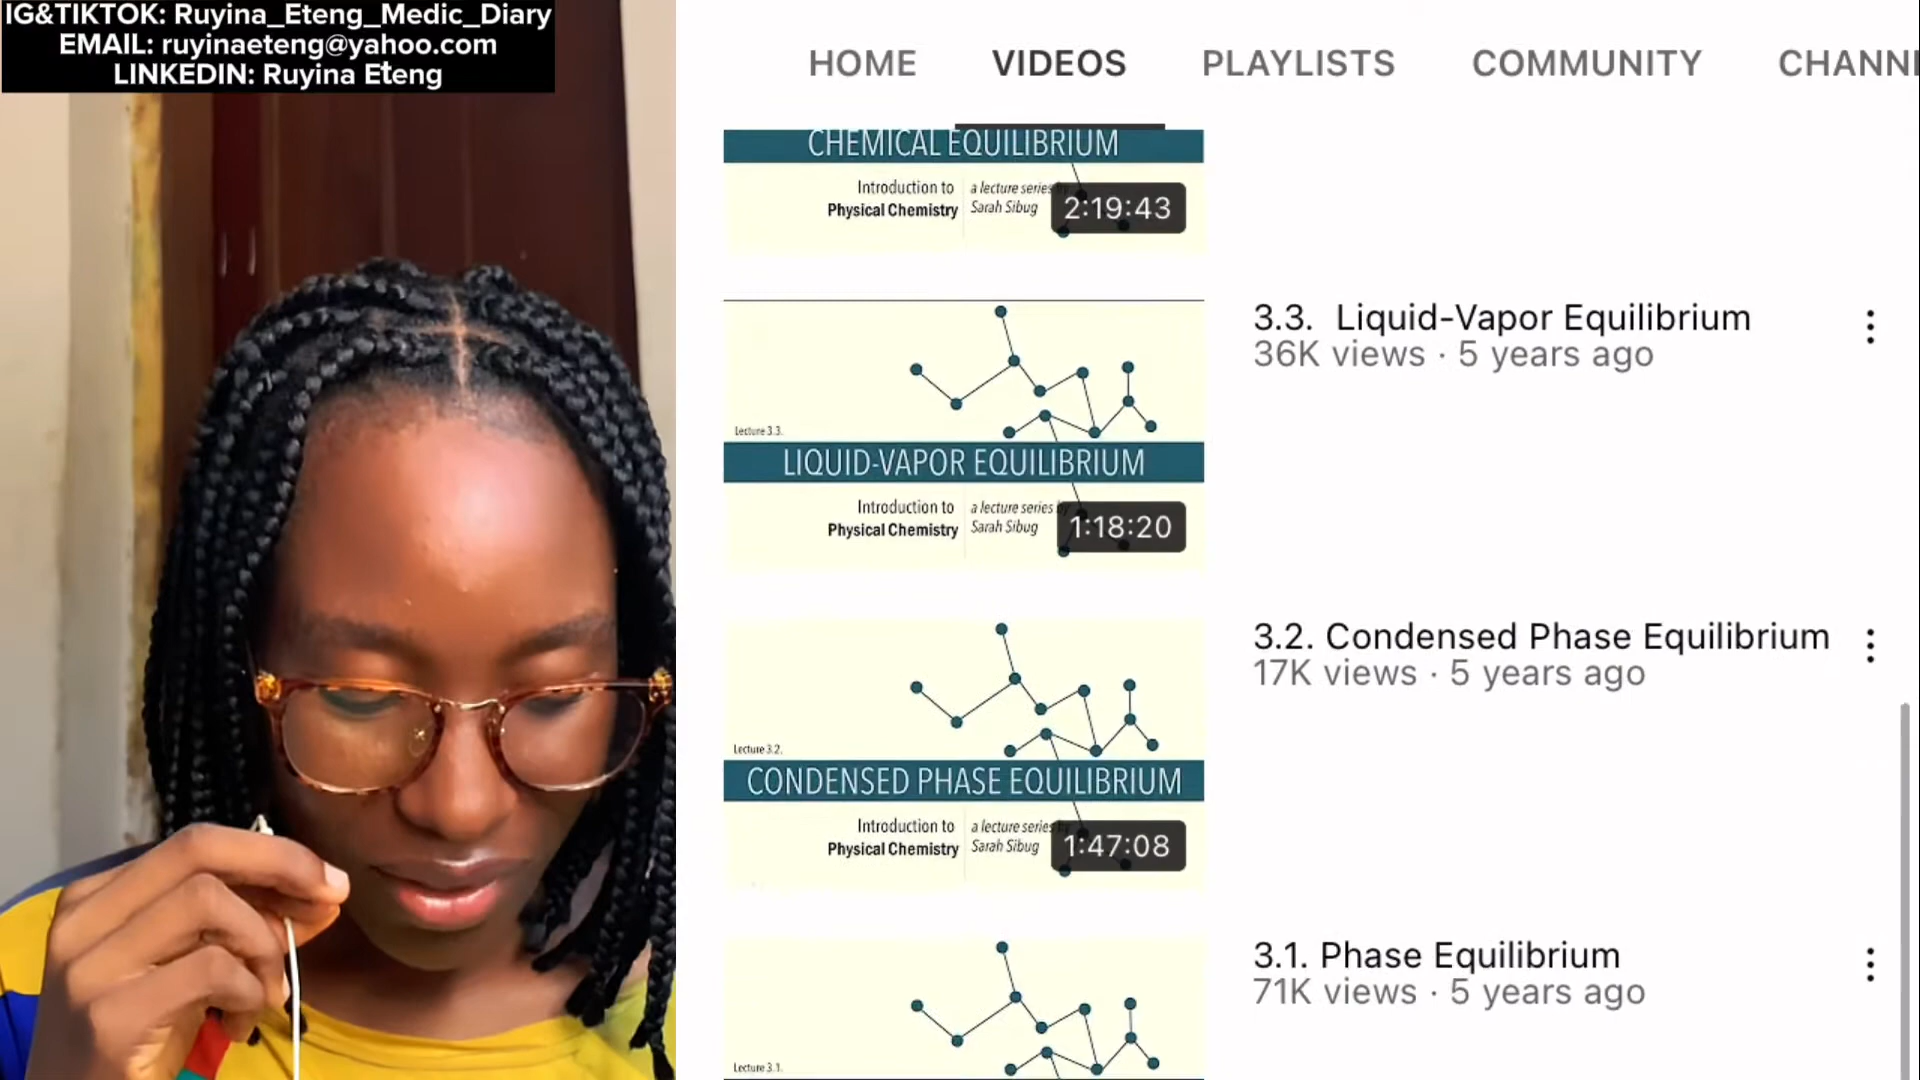 IG&TIKTOK: Ruyina_Eteng_Medic_Diary
EMAIL: ruyinaeteng@yahoo.com
LINKEDIN: Ruyina Eteng
HOME VIDEOS PLAYLISTS COMMUNITY CHANN
CHEMICAL EQUILIBRIUM
Introduction to
Physical Chemistry
a lecture series
Sarah Sibug
2:19:43
3.3. Liquid-Vapor Equilibrium
36K views · 5 years ago
Lecture 3.3.
LIQUID-VAPOR EQUILIBRIUM
Introduction to
Physical Chemistry
a lecture series by
Sarah Sibug
1:18:20
3.2. Condensed Phase Equilibrium
17K views · 5 years ago
Lecture 3.2.
CONDENSED PHASE EQUILIBRIUM
Introduction to
Physical Chemistry
a lecture series
Sarah Sibug
1:47:08
3.1. Phase Equilibrium
71K views · 5 years ago
Lecture 3.1.